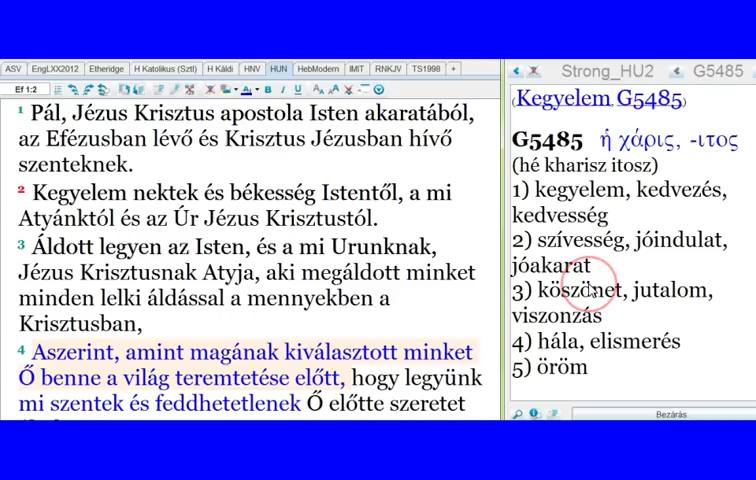 ASV EngLXX2012 Etheridge H Katolikus (Sztl) H Káldi HNV HUN HebModern IMIT RNKJV TS1998 +
Ef 1:2
1 Pál, Jézus Krisztus apostola Isten akaratából,
az Efézusban lévő és Krisztus Jézusban hívő
szenteknek.
2 Kegyelem nektek és békesség Istentől, a mi
Atyánktól és az Úr Jézus Krisztustól.
3 Áldott legyen az Isten, és a mi Urunknak,
Jézus Krisztusnak Atyja, aki megáldott minket
minden lelki áldással a mennyekben a
Krisztusban,
4 Aszerint, amint magának kiválasztott minket
Ő benne a világ teremtetése előtt, hogy legyünk
mi szentek és feddhetetlenek Ő előtte szeretet
Strong_HU2 G5485
(Kegyelem, G5485)
G5485 ἡ χάρις, -ιτος
(hé kharisz itosz)
1) kegyelem, kedvezés,
kedvesség
2) szívesség, jóindulat,
jóakarat
3) köszönet, jutalom,
viszonzás
4) hála, elismerés
5) öröm
Bezárás